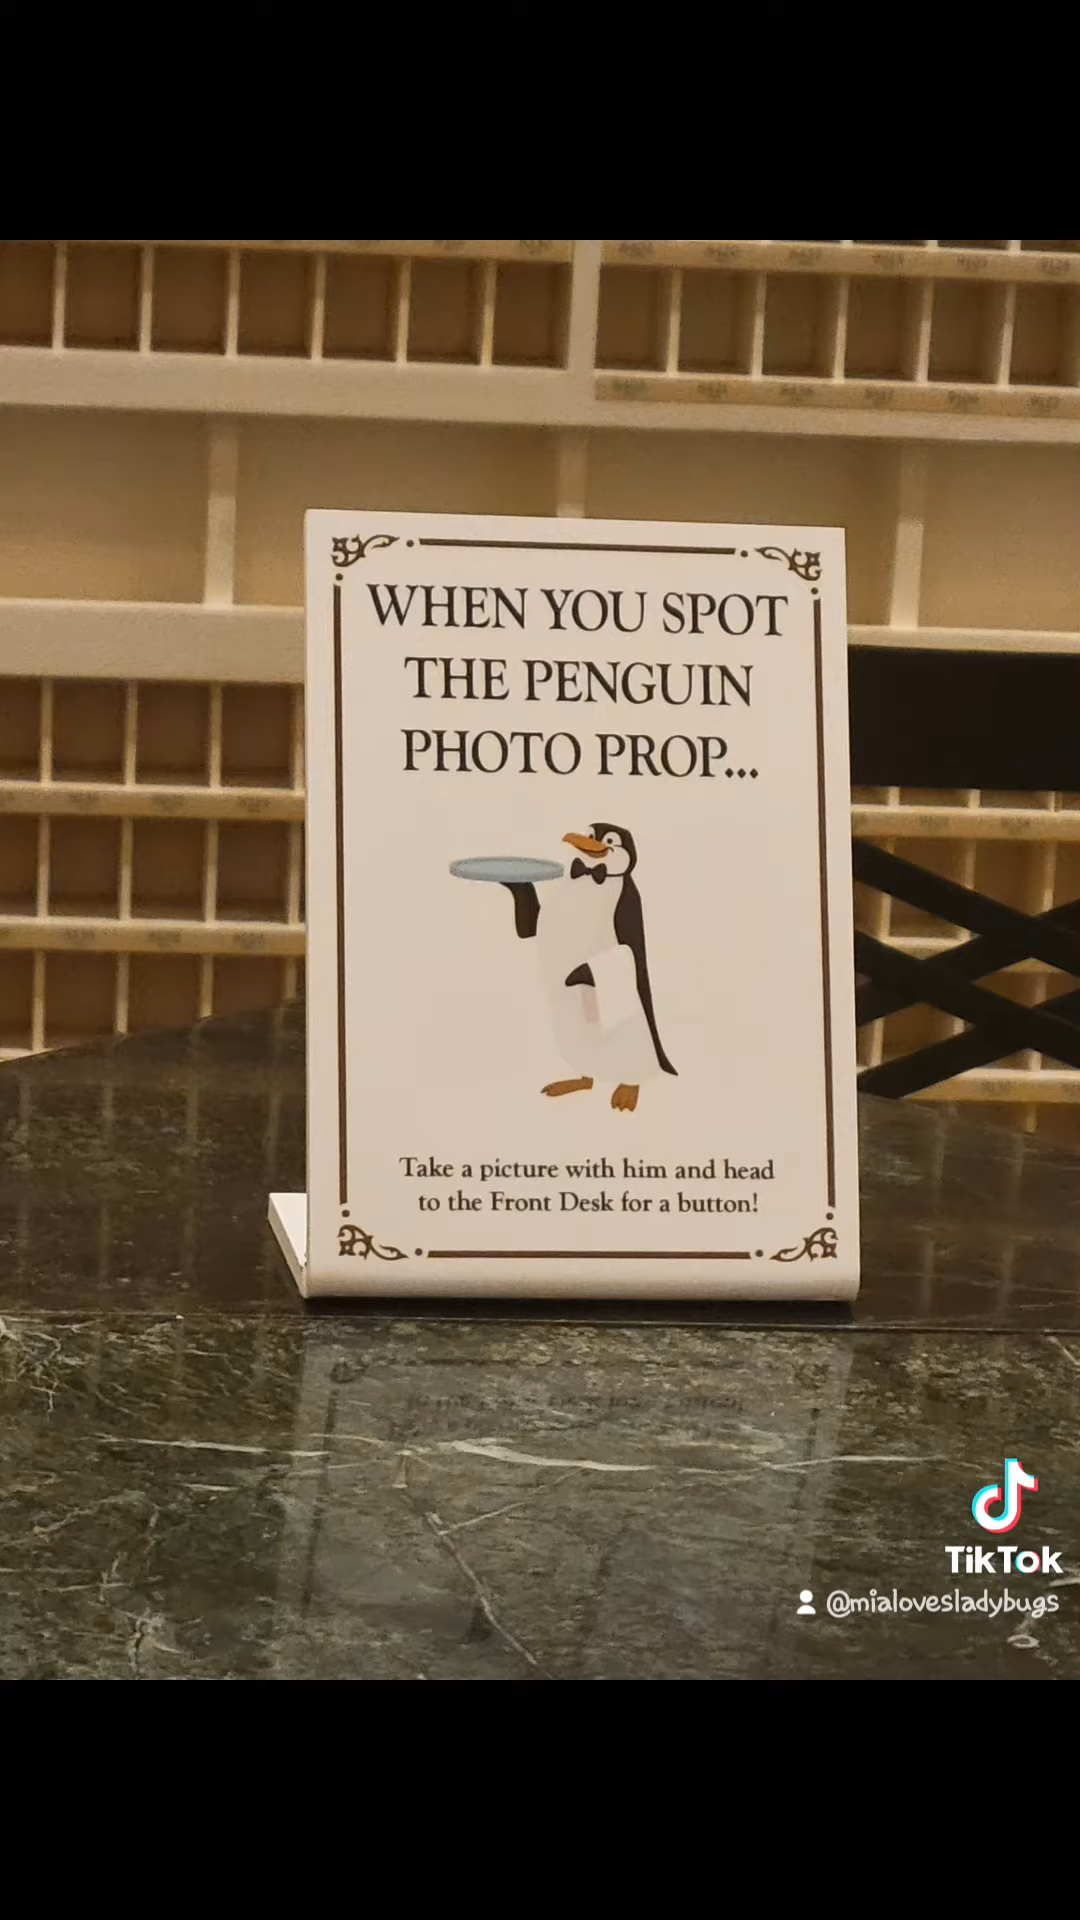 WHEN YOU SPOT
THE PENGUIN
PHOTO PROP...
Take a picture with him and head
to the Front Desk for a button!
TikTok
@mialovesladybugs